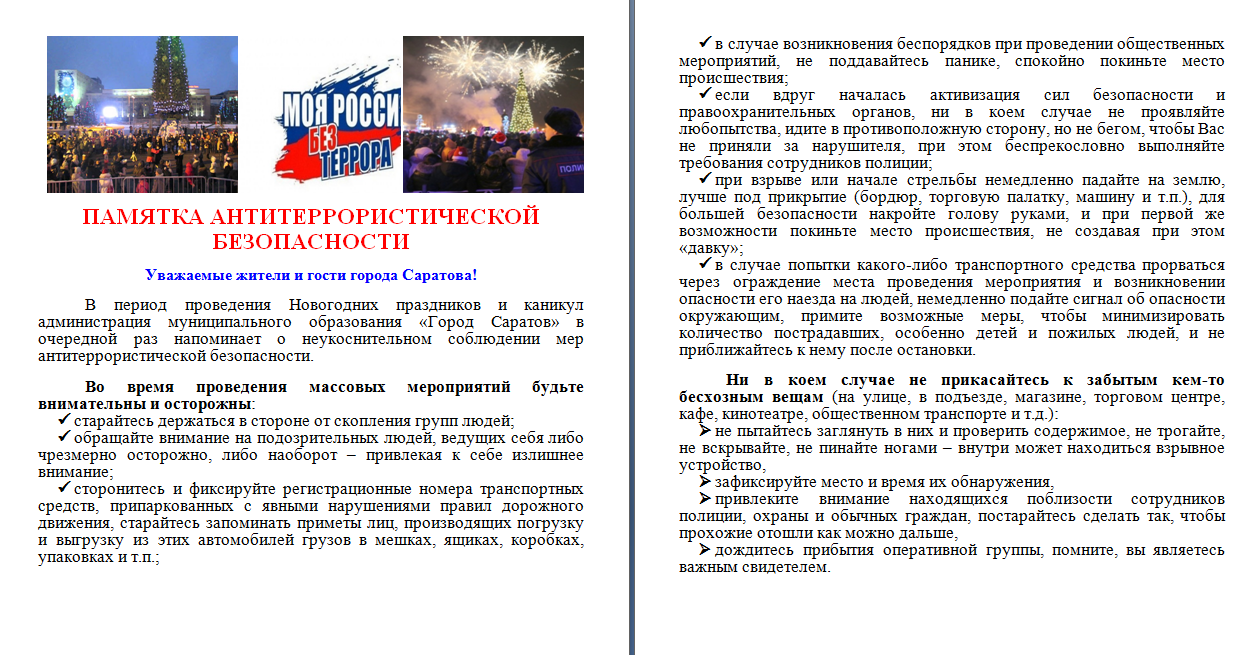 МОЯ РОССИ
БЕЗ
ТЕРРОРА
ПОЛИ
ПАМЯТКА АНТИТЕРРОРИСТИЧЕСКОЙ
БЕЗОПАСНОСТИ
Уважаемые жители и гости города Саратова!
В период проведения Новогодних праздников и каникул
администрация муниципального образования «Город Саратов» в
очередной раз напоминает о неукоснительном соблюдении мер
антитеррористической безопасности.
Во время проведения массовых мероприятий будьте
внимательны и осторожны:
✓ старайтесь держаться в стороне от скопления групп людей;
✓ обращайте внимание на подозрительных людей, ведущих себя либо
чрезмерно осторожно, либо наоборот – привлекая к себе излишнее
внимание;
✓ сторонитесь и фиксируйте регистрационные номера транспортных
средств, припаркованных с явными нарушениями правил дорожного
движения, старайтесь запоминать приметы лиц, производящих погрузку
и выгрузку из этих автомобилей грузов в мешках, ящиках, коробках,
упаковках и т.п.;
✓ в случае возникновения беспорядков при проведении общественных
мероприятий, не поддавайтесь панике, спокойно покиньте место
происшествия;
✓ если вдруг началась активизация сил безопасности и
правоохранительных органов, ни в коем случае не проявляйте
любопытства, идите в противоположную сторону, но не бегом, чтобы Вас
не приняли за нарушителя, при этом беспрекословно выполняйте
требования сотрудников полиции;
✓ при взрыве или начале стрельбы немедленно падайте на землю,
лучше под прикрытие (бордюр, торговую палатку, машину и т.п.), для
большей безопасности накройте голову руками, и при первой же
возможности покиньте место происшествия, не создавая при этом
«давку»;
✓ в случае попытки какого-либо транспортного средства прорваться
через ограждение места проведения мероприятия и возникновении
опасности его наезда на людей, немедленно подайте сигнал об опасности
окружающим, примите возможные меры, чтобы минимизировать
количество пострадавших, особенно детей и пожилых людей, и не
приближайтесь к нему после остановки.
Ни в коем случае не прикасайтесь к забытым кем-то
бесхозным вещам (на улице, в подъезде, магазине, торговом центре,
кафе, кинотеатре, общественном транспорте и т.д.):
➢ не пытайтесь заглянуть в них и проверить содержимое, не трогайте,
не вскрывайте, не пинайте ногами – внутри может находиться взрывное
устройство,
➢ зафиксируйте место и время их обнаружения,
➢ привлеките внимание находящихся поблизости сотрудников
полиции, охраны и обычных граждан, постарайтесь сделать так, чтобы
прохожие отошли как можно дальше,
➢ дождитесь прибытия оперативной группы, помните, вы являетесь
важным свидетелем.